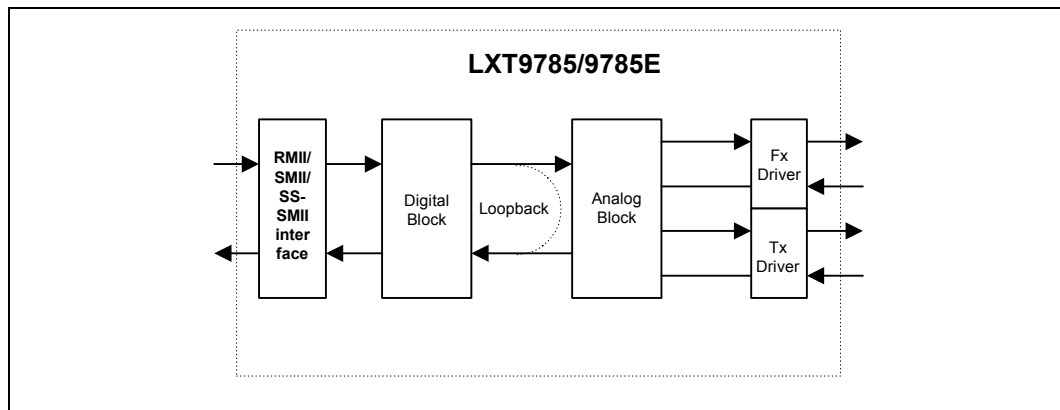 LXT9785/9785E
RMII/
SMII/
SS-
SMII
inter
face
Digital
Block
Loopback
Analog
Block
Fx
Driver
Tx
Driver